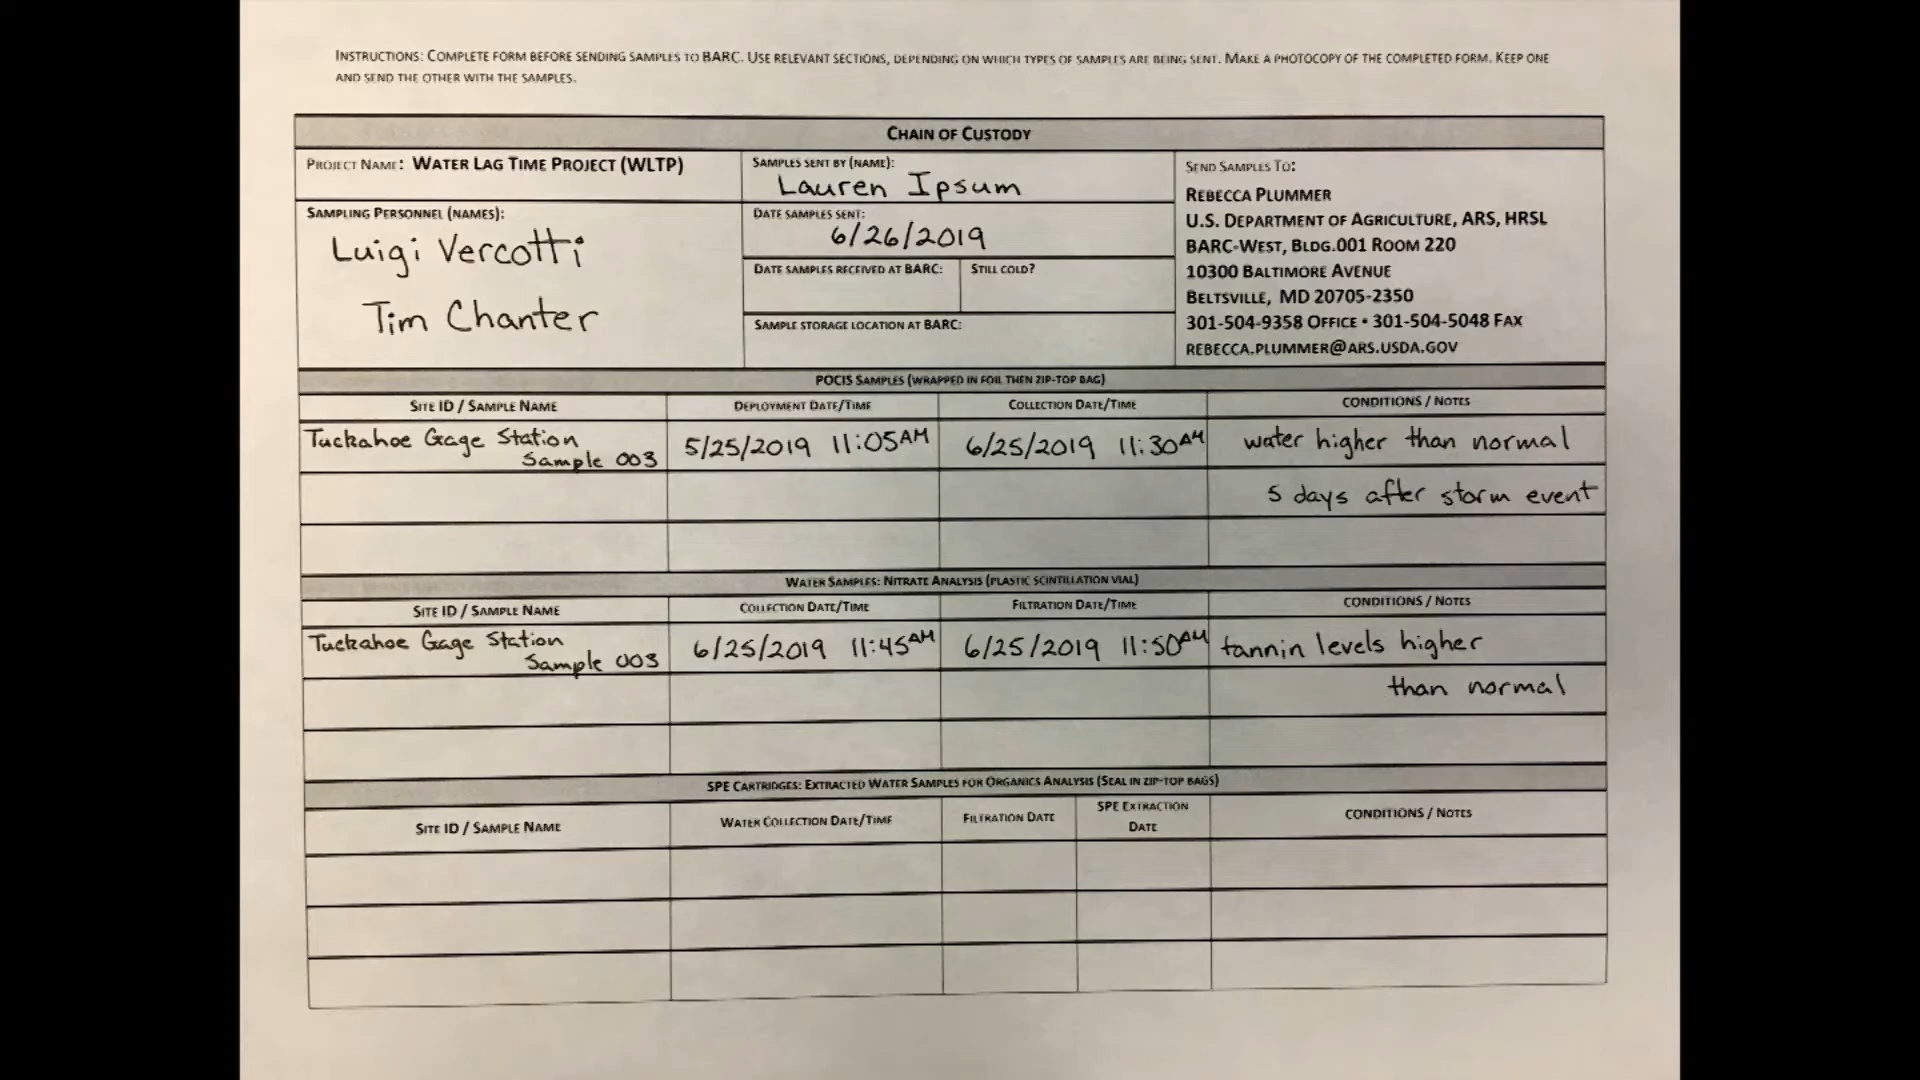 INSTRUCTIONS: COMPLETE FORM BEFORE SENDING SAMPLES TO BARC. USE RELEVANT SECTIONS, DEPENDING ON WHICH TYPES OF SAMPLES ARE BEING SENT. MAKE A PHOTOCOPY OF THE COMPLETED FORM. KEEP ONE
AND SEND THE OTHER WITH THE SAMPLES.
CHAIN OF CUSTODY
PROJECT NAME: WATER LAG TIME PROJECT (WLTP)
SAMPLING PERSONNEL (NAMES):
Luigi Vercotti
Tim Chanter
SAMPLES SENT BY (NAME):
Lauren Ipsum
DATE SAMPLES SENT:
6/26/2019
DATE SAMPLES RECEIVED AT BARC: STILL COLD?
SAMPLE STORAGE LOCATION AT BARC:
SEND SAMPLES TO:
REBECCA PLUMMER
U.S. DEPARTMENT OF AGRICULTURE, ARS, HRSL
BARC-WEST, BLDG.001 ROOM 220
10300 BALTIMORE AVENUE
BELTSVILLE, MD 20705-2350
301-504-9358 OFFICE • 301-504-5048 FAX
REBECCA.PLUMMER@ARS.USDA.GOV
POCIS SAMPLES (WRAPPED IN FOIL THEN ZIP-TOP BAG)
SITE ID / SAMPLE NAME DEPLOYMENT DATE/TIME COLLECTION DATE/TIME CONDITIONS / NOTES
Tuckahoe Gage Station 5/25/2019 11:05AM 6/25/2019 11:30AM water higher than normal
Sample 003
5 days after storm event
WATER SAMPLES: NITRATE ANALYSIS (PLASTIC SCINTILLATION VIAL)
SITE ID / SAMPLE NAME COLLECTION DATE/TIME FILTRATION DATE/TIME CONDITIONS / NOTES
Tuckahoe Gage Station 6/25/2019 11:45AM 6/25/2019 11:50AM tannin levels higher
Sample 003
than normal
SPE CARTRIDGES: EXTRACTED WATER SAMPLES FOR ORGANICS ANALYSIS (SEAL IN ZIP-TOP BAGS)
SITE ID / SAMPLE NAME WATER COLLECTION DATE/TIME FILTRATION DATE SPE EXTRACTION DATE CONDITIONS / NOTES